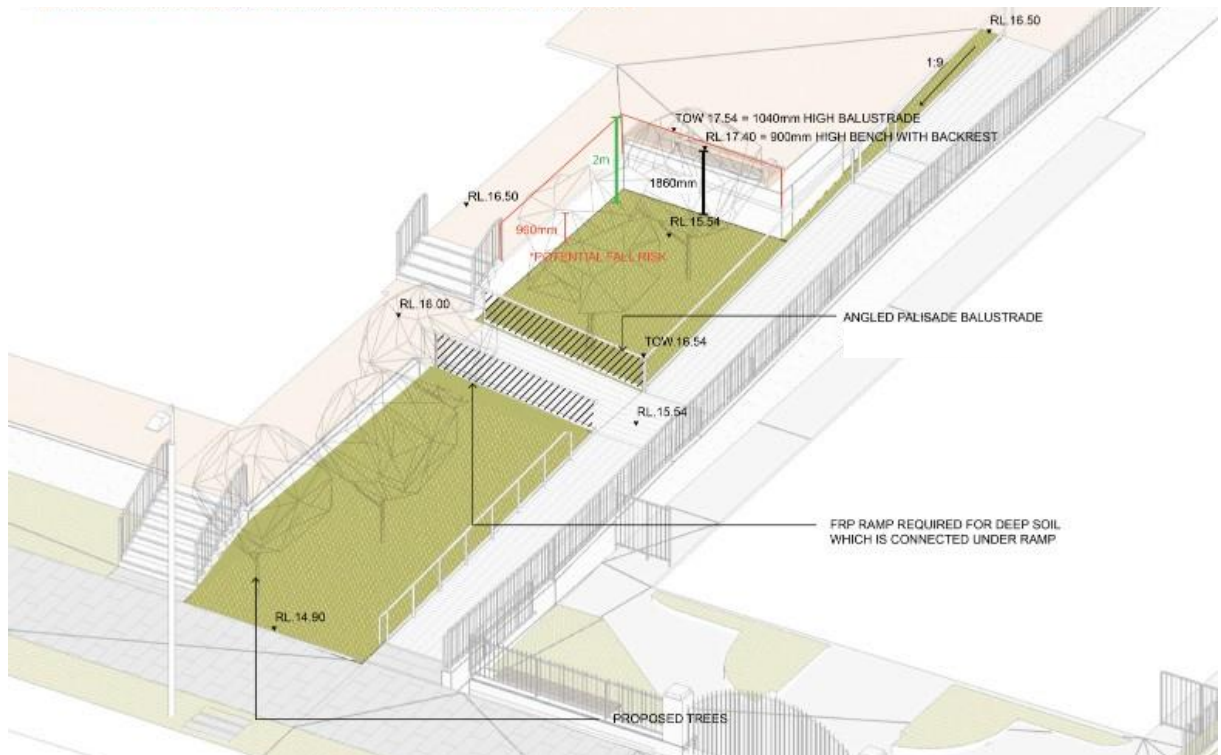 RL.16.50
1:9
TOW 17.54 = 1040mm HIGH BALUSTRADE
RL.17.40 = 900mm HIGH BENCH WITH BACKREST
2m
1860mm
RL.16.50
RL.15.54
960mm
*POTENTIAL FALL RISK
RL.16.00
ANGLED PALISADE BALUSTRADE
TOW.16.54
RL.15.54
FRP RAMP REQUIRED FOR DEEP SOIL
WHICH IS CONNECTED UNDER RAMP
RL.14.90
PROPOSED TREES